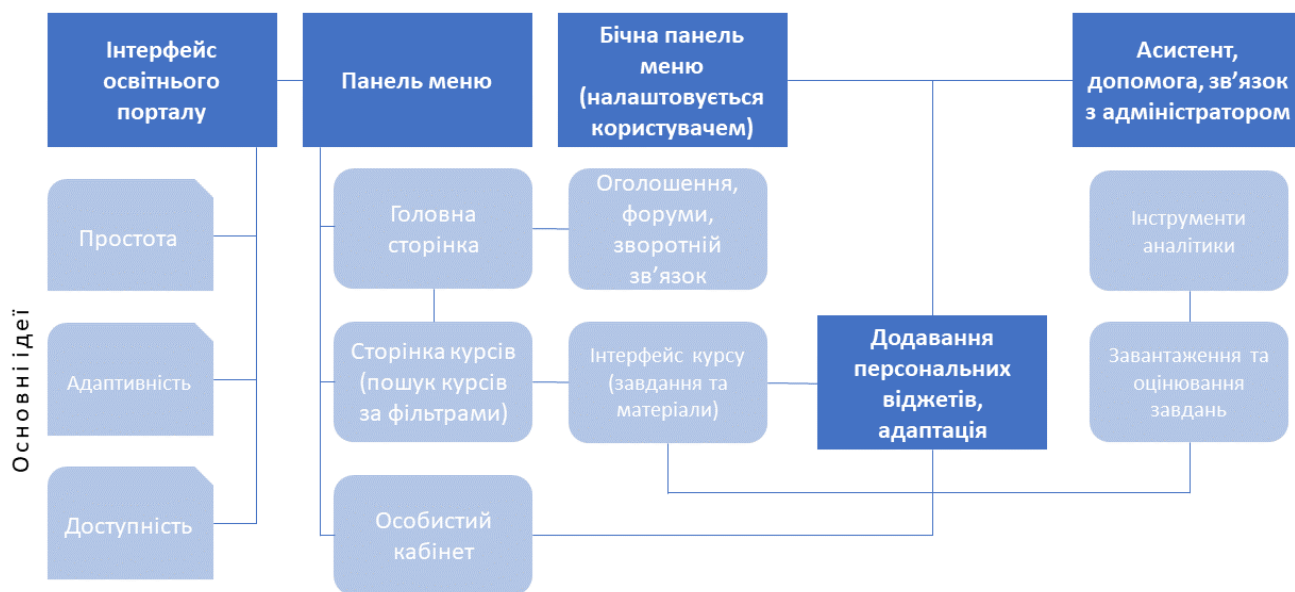 Інтерфейс
освітнього
порталу
Панель меню
Бічна панель
меню
(налаштовується
користувачем)
Асистент,
допомога, зв’язок
з адміністратором
Основні ідеї
Простота
Адаптивність
Доступність
Головна
сторінка
Оголошення,
форуми,
зворотній
зв’язок
Інструменти
аналітики
Сторінка курсів
(пошук курсів
за фільтрами)
Інтерфейс курсу
(завдання та
матеріали)
Додавання
персональних
віджетів,
адаптація
Завантаження та
оцінювання
завдань
Особистий
кабінет